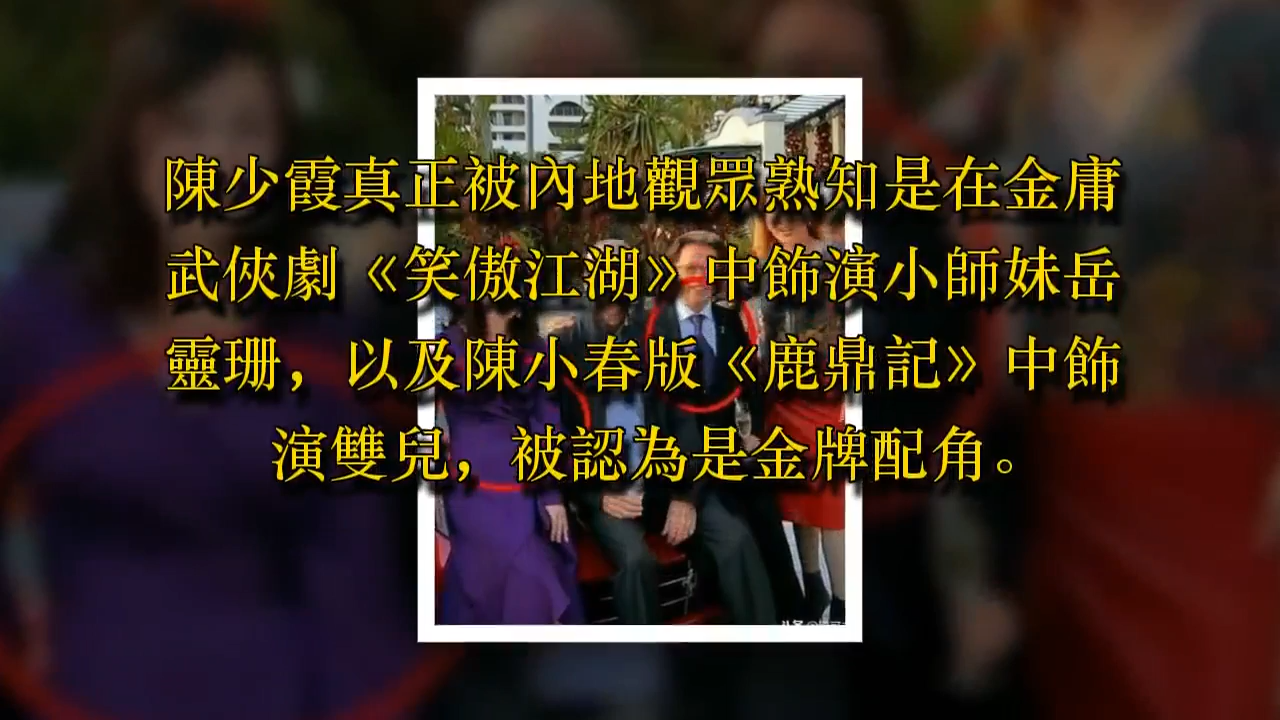 陳少霞真正被內地觀眾熟知是在金庸
武俠劇《笑傲江湖》中飾演小師妹岳
靈珊，以及陳小春版《鹿鼎記》中飾
演雙兒，被認為是金牌配角。